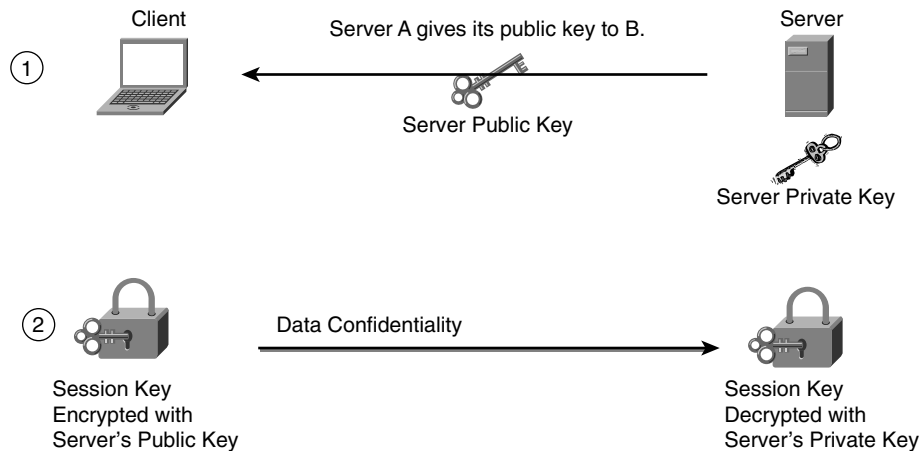 Client
Server A gives its public key to B.
Server
1
Server Public Key
Server Private Key
2
Data Confidentiality
Session Key
Encrypted with
Server's Public Key
Session Key
Decrypted with
Server's Private Key